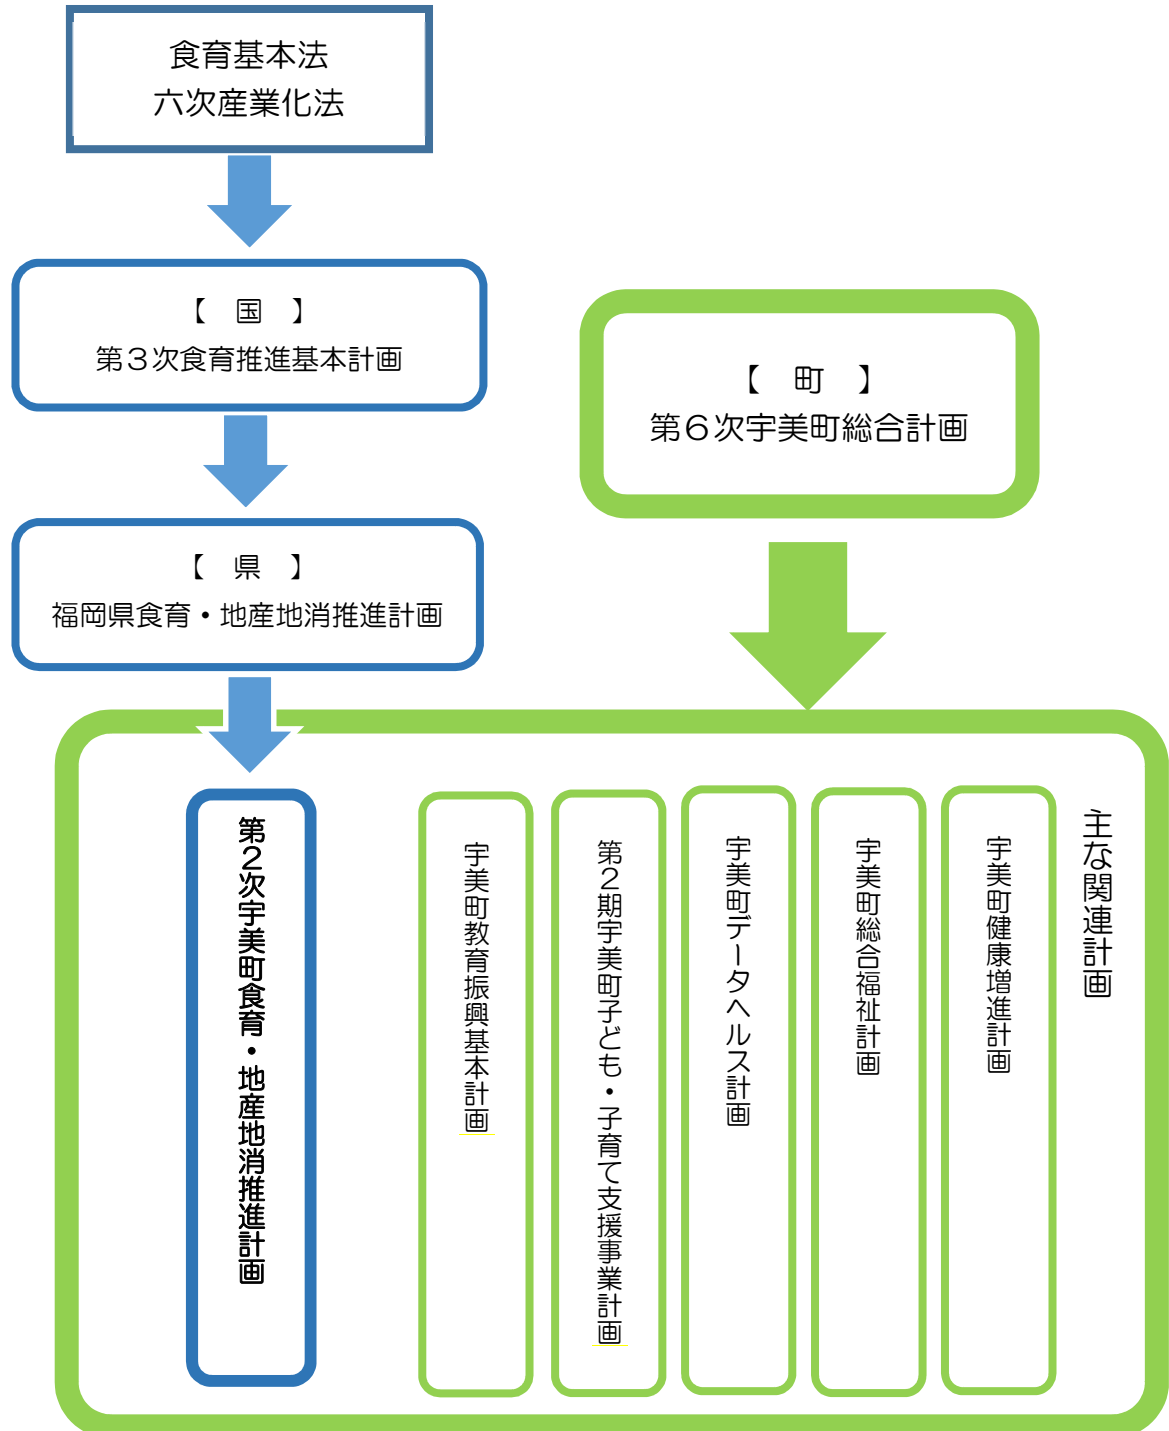 食育基本法
六次産業化法
【　国　】
第３次食育推進基本計画
【　県　】
福岡県食育・地産地消推進計画
【　町　】
第６次宇美町総合計画
主な関連計画
宇美町健康増進計画
宇美町総合福祉計画
宇美町データヘルス計画
第２期宇美町子ども・子育て支援事業計画
宇美町教育振興基本計画
第２次宇美町食育・地産地消推進計画